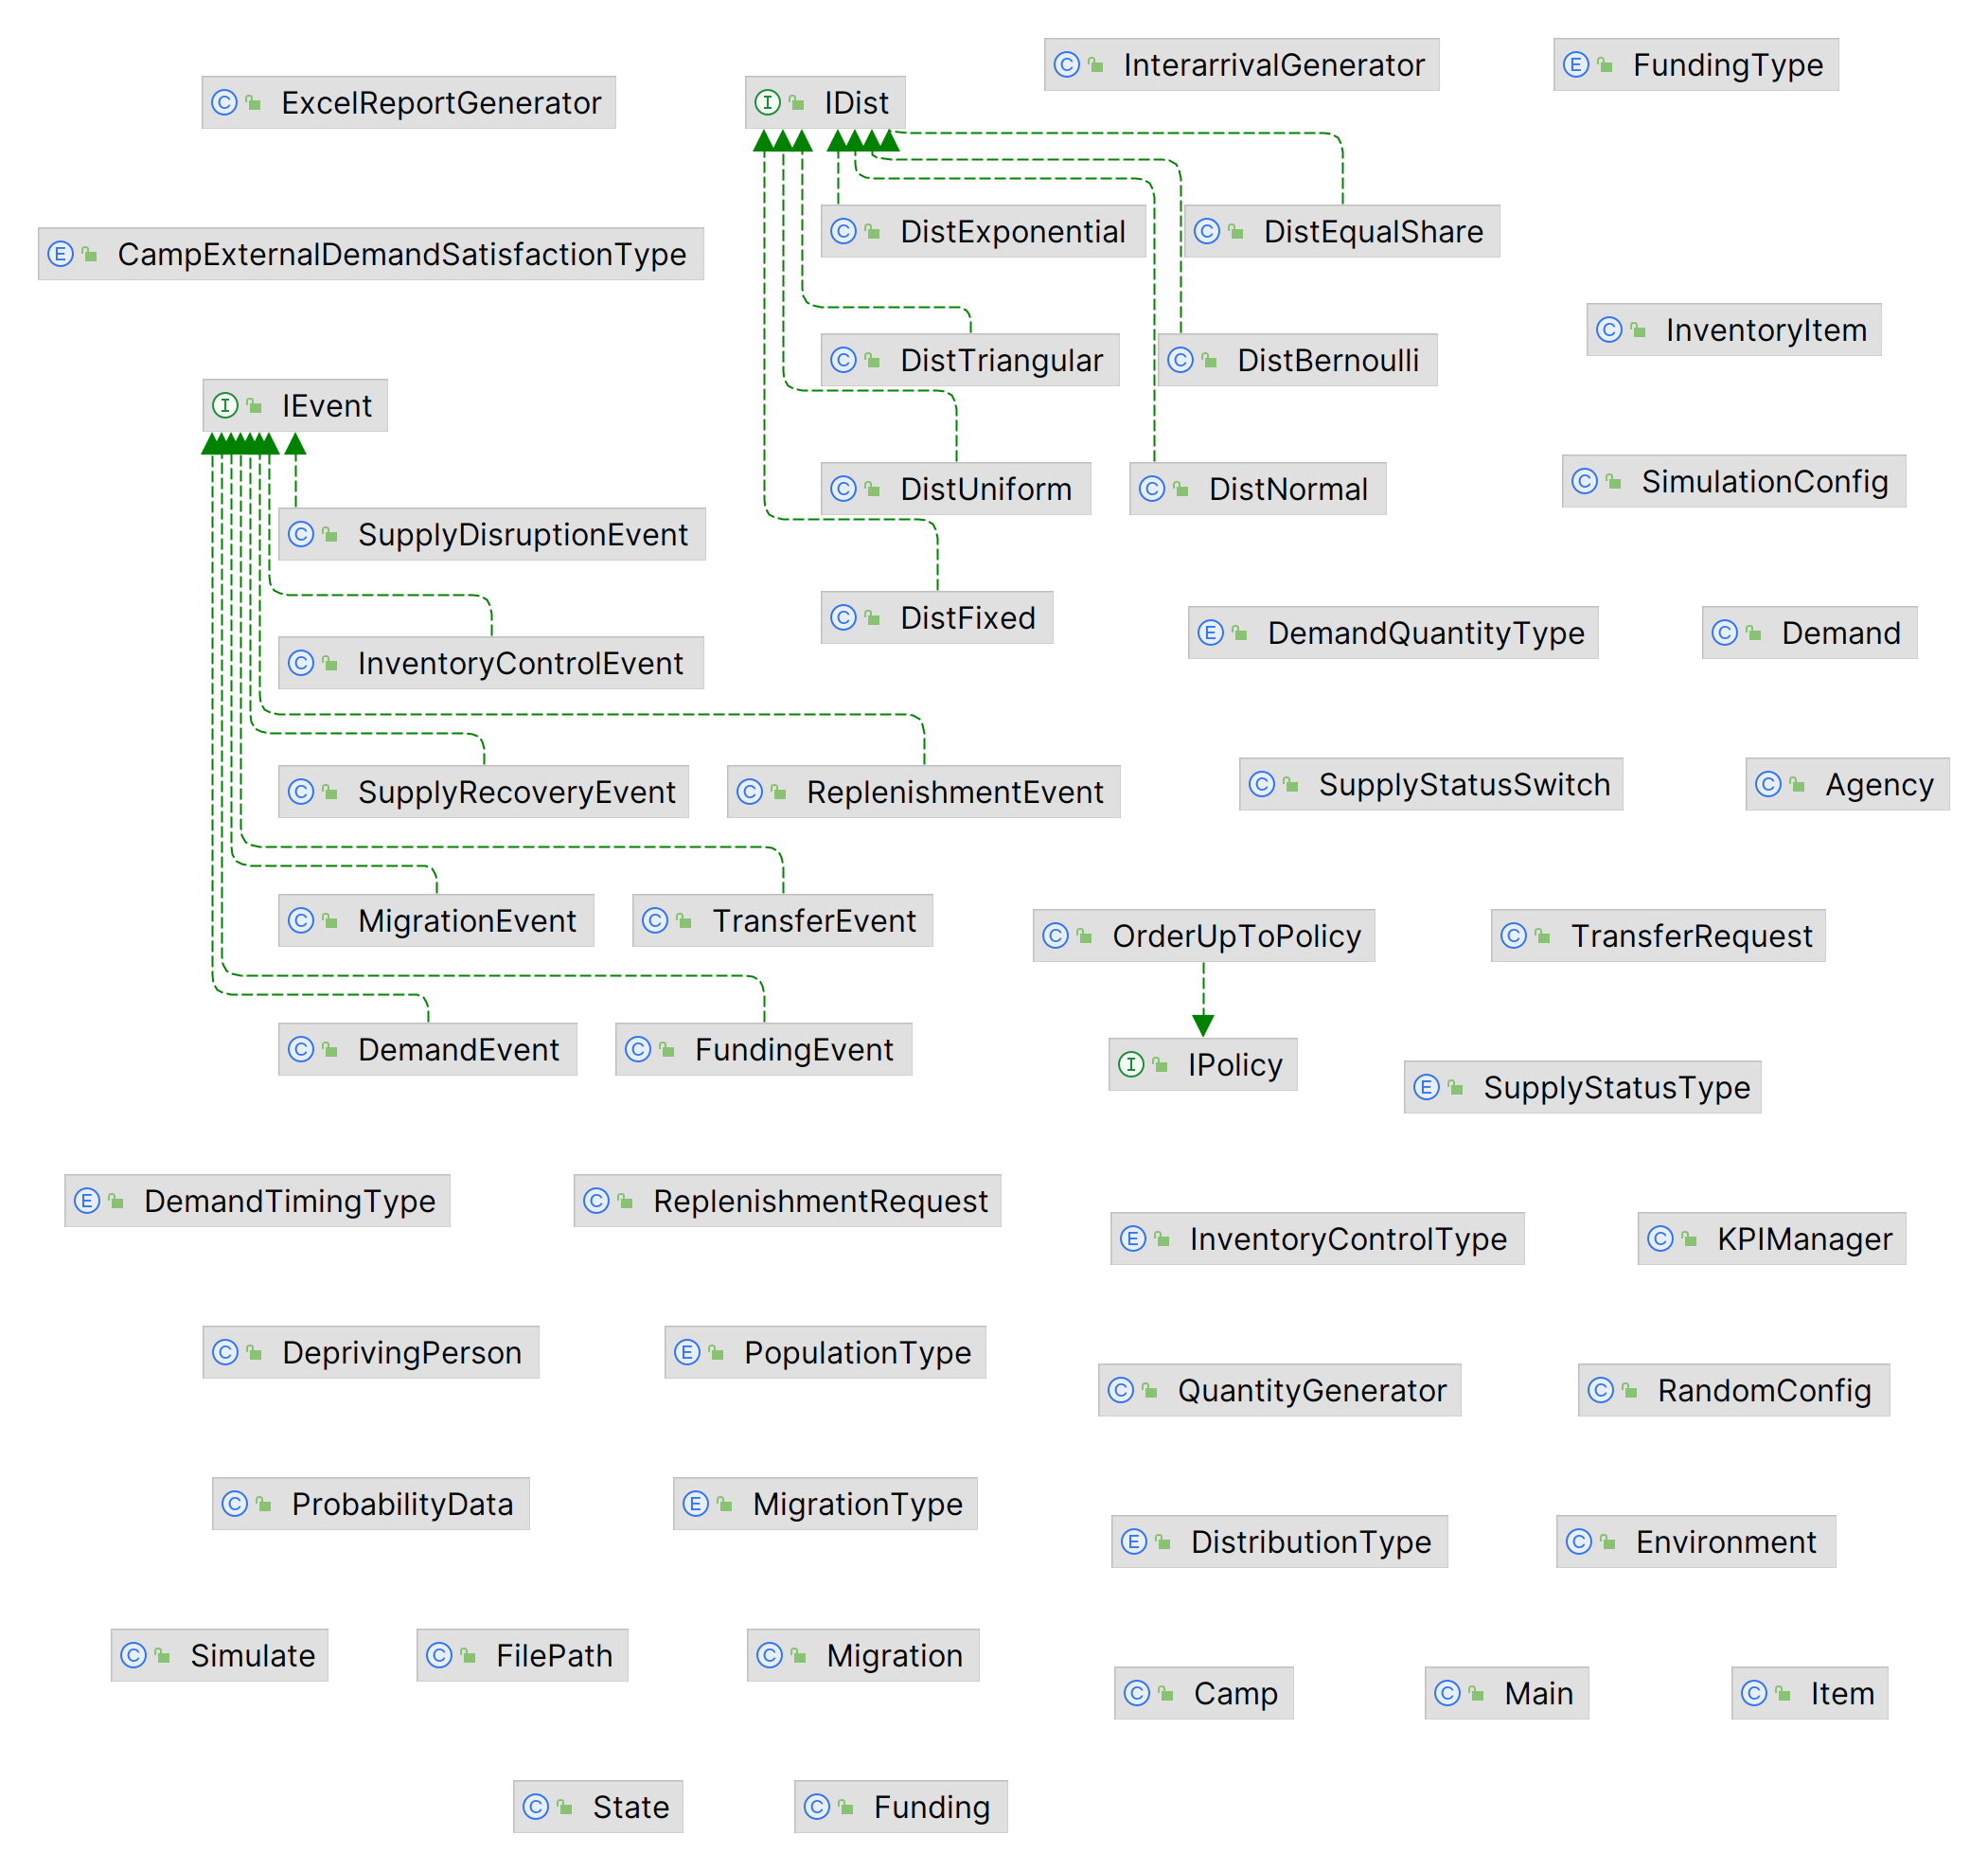 InterarrivalGenerator
FundingType
ExcelReportGenerator
IDist
DistExponential
DistEqualShare
CampExternalDemandSatisfactionType
InventoryItem
DistTriangular
DistBernoulli
IEvent
SimulationConfig
DistUniform
DistNormal
SupplyDisruptionEvent
DistFixed
DemandQuantityType
Demand
InventoryControlEvent
SupplyStatusSwitch
Agency
SupplyRecoveryEvent
ReplenishmentEvent
MigrationEvent
TransferEvent
OrderUpToPolicy
TransferRequest
DemandEvent
FundingEvent
IPolicy
SupplyStatusType
DemandTimingType
ReplenishmentRequest
InventoryControlType
KPIManager
DeprivingPerson
PopulationType
QuantityGenerator
RandomConfig
ProbabilityData
MigrationType
DistributionType
Environment
Simulate
FilePath
Migration
Camp
Main
Item
State
Funding